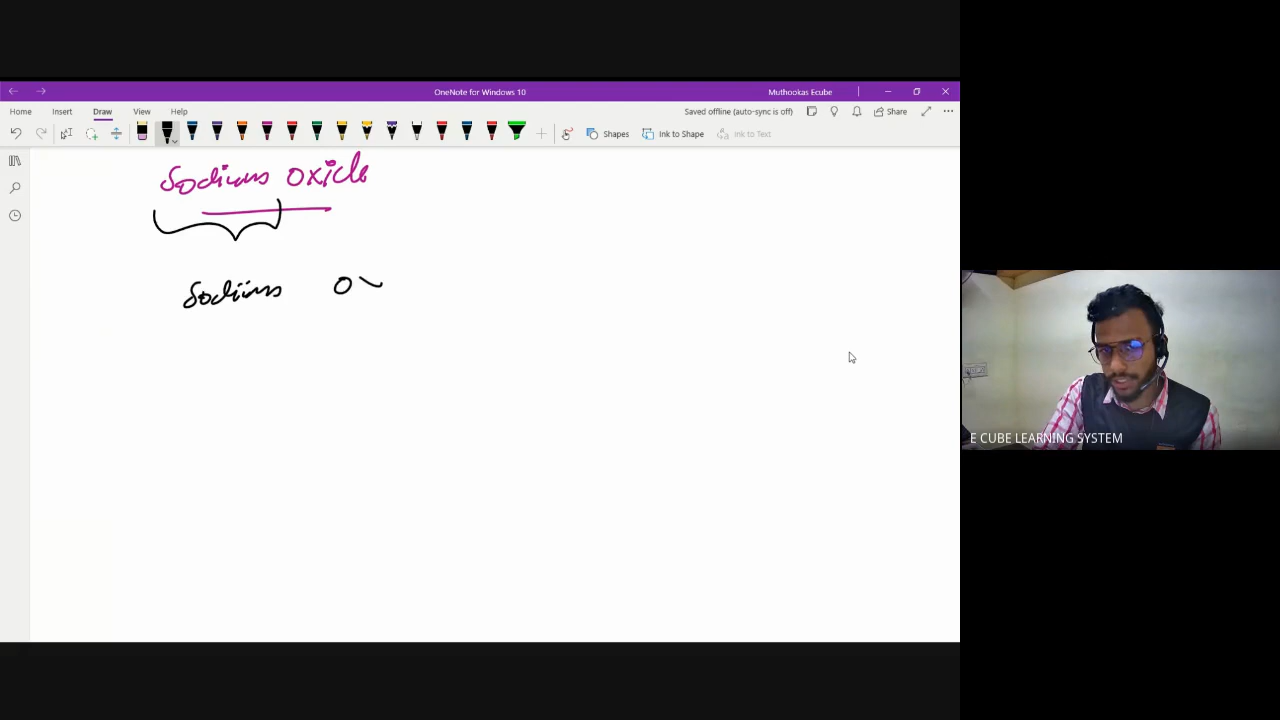 OneNote for Windows 10
Muthookas Ecube
Home Insert Draw View Help
Saved offline (auto-sync is off)
Share
Shapes
Ink to Shape
Ink to Text
Sodium oxide
Sodium
E CUBE LEARNING SYSTEM